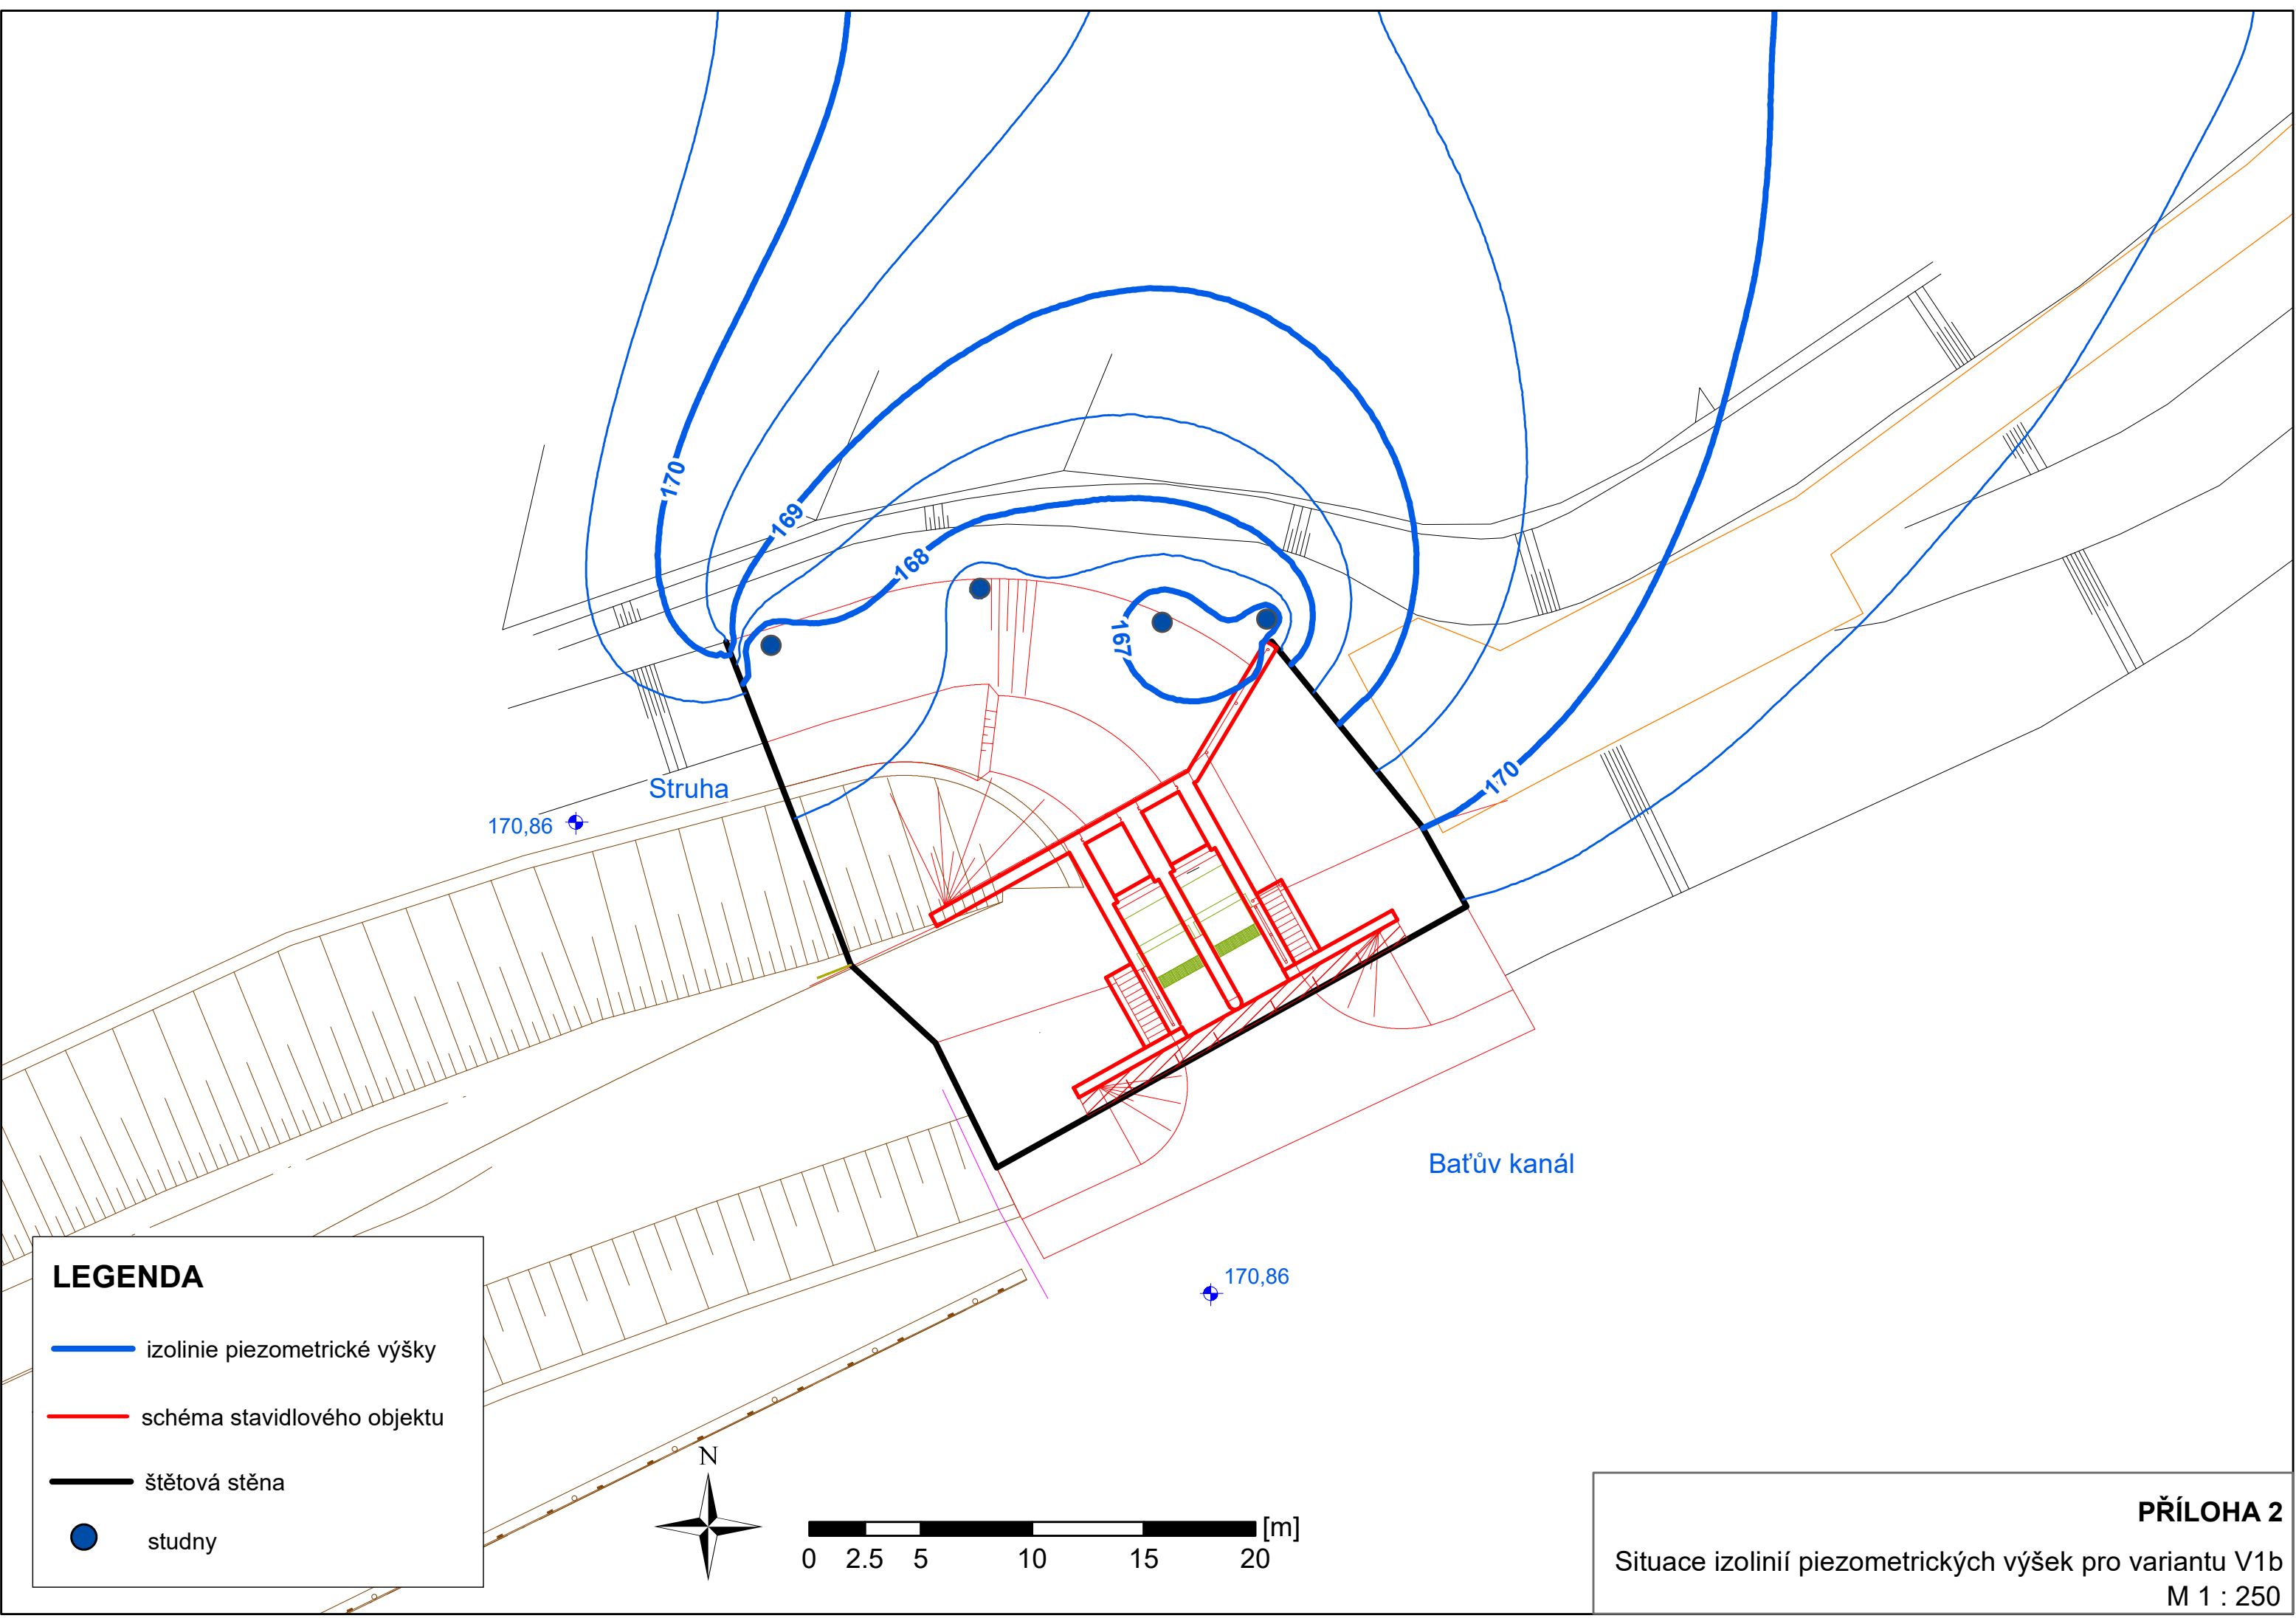 170
169
168
167
170
Struha
170,86
Baťův kanál
170,86
LEGENDA
izolinie piezometrické výšky
schéma stavidlového objektu
štětová stěna
studny
N
[m]
0 2.5 5 10 15 20
PŘÍLOHA 2
Situace izolinií piezometrických výšek pro variantu V1b
M 1 : 250